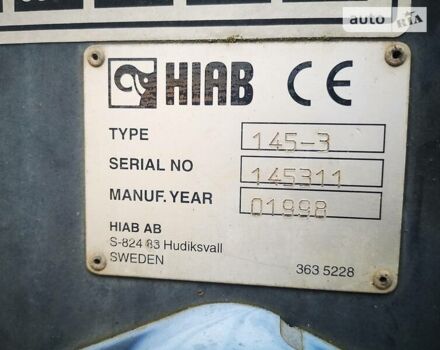 auto RIA
HIAB CE
TYPE 145-3
SERIAL NO 145311
MANUF. YEAR 01998
HIAB AB
S-824 83 Hudiksvall
SWEDEN
363 5228